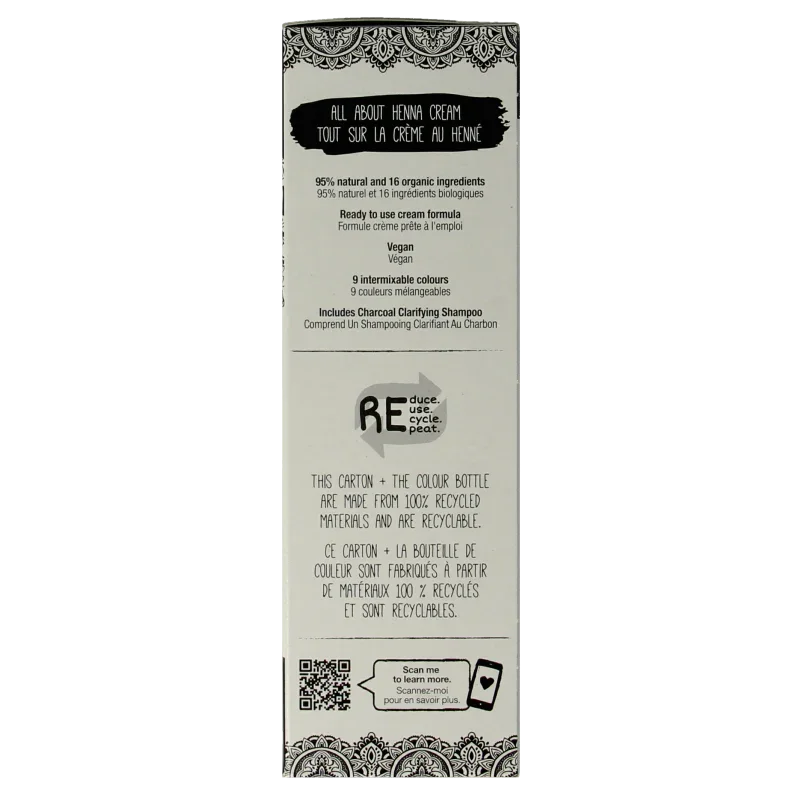 ALL ABOUT HENNA CREAM
TOUT SUR LA CRÈME AU HENNÉ
95% natural and 16 organic ingredients
95% naturel et 16 ingrédients biologiques
Ready to use cream formula
Formule crème prête à l'emploi
Vegan
Végan
9 intermixable colours
9 couleurs mélangeables
Includes Charcoal Clarifying Shampoo
Comprend Un Shampooing Clarifiant Au Charbon
REduce.
use.
cycle.
peat.
THIS CARTON + THE COLOUR BOTTLE
ARE MADE FROM 100% RECYCLED
MATERIALS AND ARE RECYCLABLE.
CE CARTON + LA BOUTEILLE DE
COULEUR SONT FABRIQUÉS À PARTIR
DE MATÉRIAUX 100 % RECYCLÉS
ET SONT RECYCLABLES.
Scan me
to learn more.
Scannez-moi
pour en savoir plus.